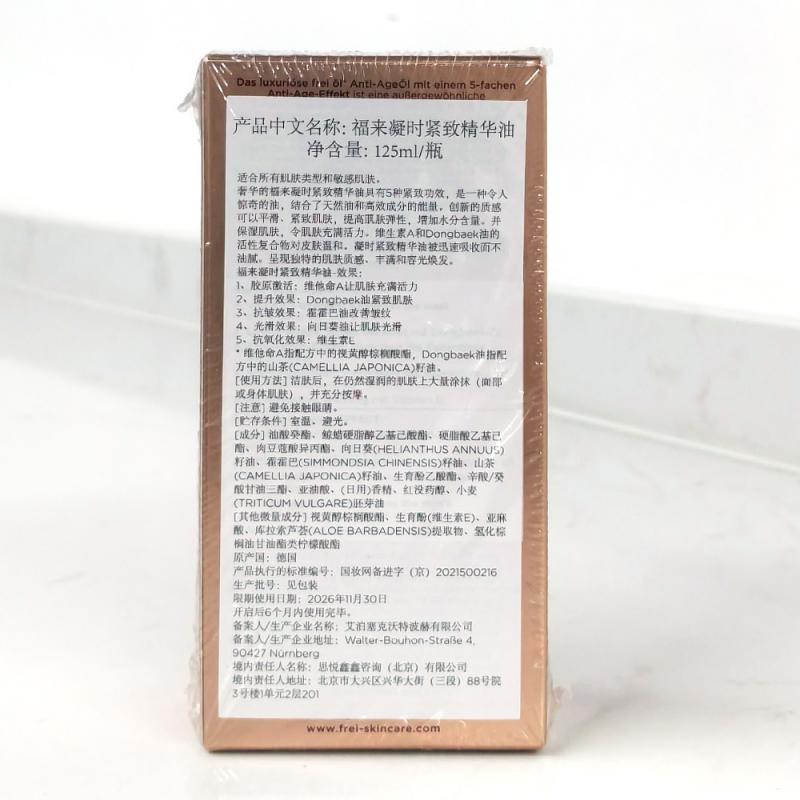 Das luxuriöse frei öl® Anti-AgeÖl mit einem 5-fachen
Anti-Age-Effekt ist eine außergewöhnliche
产品中文名称: 福来凝时紧致精华油
净含量: 125ml/瓶
适合所有肌肤类型和敏感肌肤。
奢华的福来凝时紧致精华油具有5种紧致功效，是一种令人
惊奇的油，结合了天然油和高效成分的能量。创新的质感
可以平滑、紧致肌肤，提高肌肤弹性，增加水分含量。并
保湿肌肤，令肌肤充满活力。维生素A和Dongbaek油的
活性复合物对皮肤温和。凝时紧致精华油被迅速吸收而不
油腻。呈现独特的肌肤质感、丰满和容光焕发。
福来凝时紧致精华油-效果:
1、胶原激活: 维他命A让肌肤充满活力
2、提升效果: Dongbaek油紧致肌肤
3、抗皱效果: 霍霍巴油改善皱纹
4、光滑效果: 向日葵油让肌肤光滑
5、抗氧化效果: 维生素E
* 维他命A指配方中的视黄醇棕榈酸酯，Dongbaek油指配
方中的山茶(CAMELLIA JAPONICA)籽油。
[使用方法] 洁肤后，在仍然湿润的肌肤上大量涂抹（面部
或身体肌肤），并充分按摩。
[注意] 避免接触眼睛。
[贮存条件] 室温、避光。
[成分] 油酸癸酯、鲸蜡硬脂醇乙基己酸酯、硬脂酸乙基己
酯、肉豆蔻酸异丙酯、向日葵(HELIANTHUS ANNUUS)
籽油、霍霍巴(SIMMONDSIA CHINENSIS)籽油、山茶
(CAMELLIA JAPONICA)籽油、生育酚乙酸酯、辛酸/癸
酸甘油三酯、亚油酸、(日用)香精、红没药醇、小麦
(TRITICUM VULGARE)胚芽油
[其他微量成分] 视黄醇棕榈酸酯、生育酚(维生素E)、亚麻
酸、库拉索芦荟(ALOE BARBADENSIS)提取物、氢化棕
榈油甘油酯类柠檬酸酯
原产国: 德国
产品执行的标准编号: 国妆网备进字（京）2021500216
生产批号: 见包装
限期使用日期: 2026年11月30日
开启后6个月内使用完毕。
备案人/生产企业名称: 艾泊塞克沃特波赫有限公司
备案人/生产企业地址: Walter-Bouhon-Straße 4,
90427 Nürnberg
境内责任人名称: 思悦鑫鑫咨询（北京）有限公司
境内责任人地址: 北京市大兴区兴华大街（三段）88号院
3号楼1单元2层201
www.frei-skincare.com